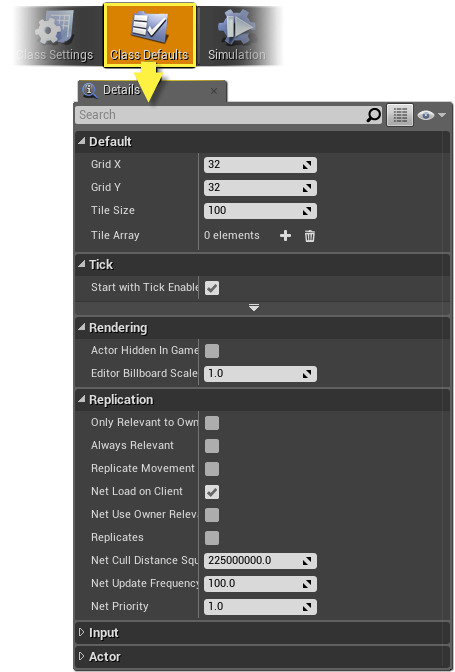 Class Settings
Class Defaults
Simulation
Details
Search
Default
Grid X 32
Grid Y 32
Tile Size 100
Tile Array 0 elements
Tick
Start with Tick Enable
Rendering
Actor Hidden In Game
Editor Billboard Scale 1.0
Replication
Only Relevant to Own
Always Relevant
Replicate Movement
Net Load on Client
Net Use Owner Releva
Replicates
Net Cull Distance Squ 225000000.0
Net Update Frequency 100.0
Net Priority 1.0
Input
Actor